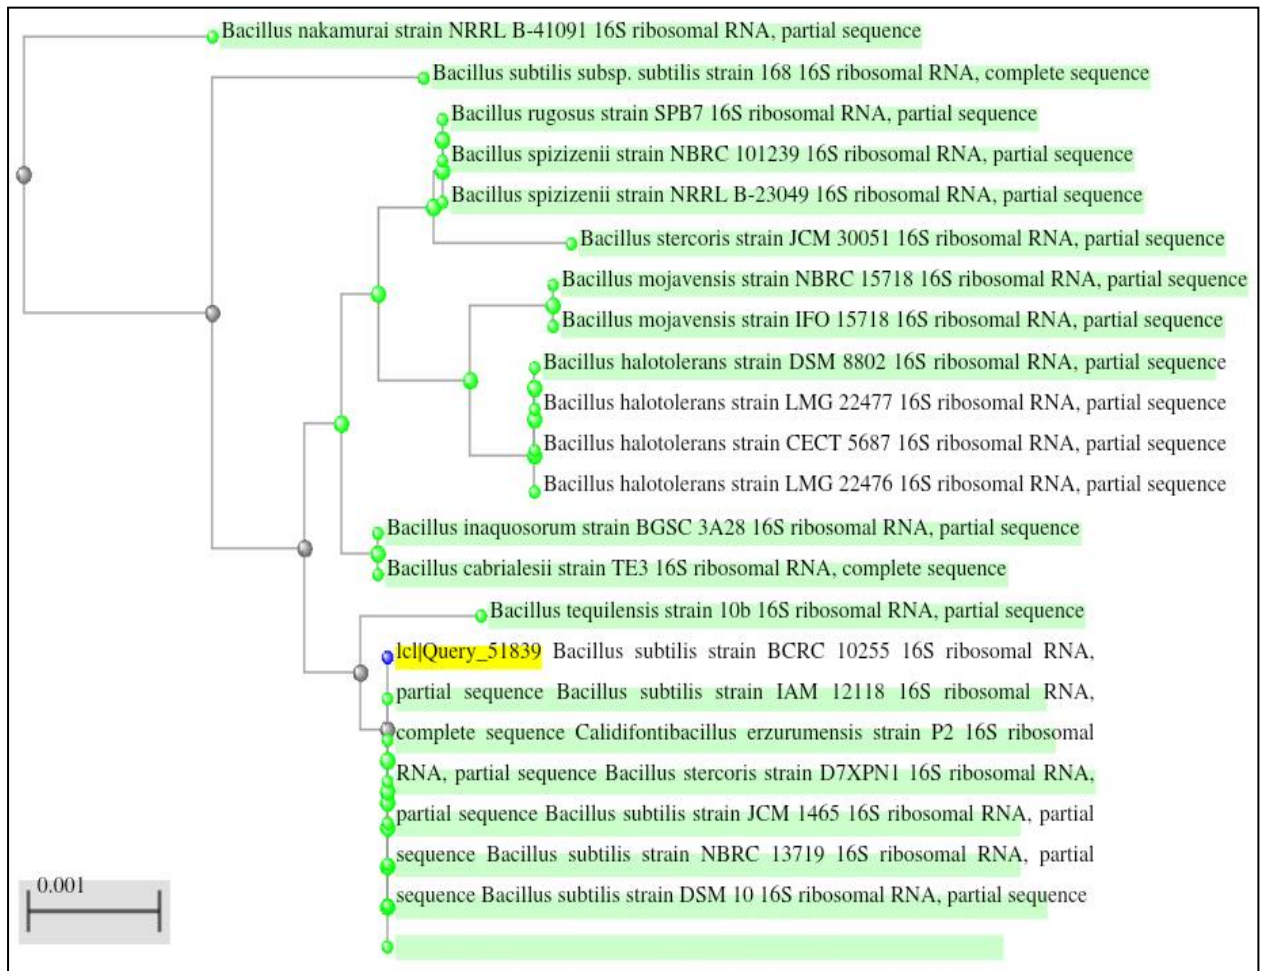 Bacillus nakamurai strain NRRL B-41091 16S ribosomal RNA, partial sequence
Bacillus subtilis subsp. subtilis strain 168 16S ribosomal RNA, complete sequence
Bacillus rugosus strain SPB7 16S ribosomal RNA, partial sequence
Bacillus spizizenii strain NBRC 101239 16S ribosomal RNA, partial sequence
Bacillus spizizenii strain NRRL B-23049 16S ribosomal RNA, partial sequence
Bacillus stercoris strain JCM 30051 16S ribosomal RNA, partial sequence
Bacillus mojavensis strain NBRC 15718 16S ribosomal RNA, partial sequence
Bacillus mojavensis strain IFO 15718 16S ribosomal RNA, partial sequence
Bacillus halotolerans strain DSM 8802 16S ribosomal RNA, partial sequence
Bacillus halotolerans strain LMG 22477 16S ribosomal RNA, partial sequence
Bacillus halotolerans strain CECT 5687 16S ribosomal RNA, partial sequence
Bacillus halotolerans strain LMG 22476 16S ribosomal RNA, partial sequence
Bacillus inaquosorum strain BGSC 3A28 16S ribosomal RNA, partial sequence
Bacillus cabrialesii strain TE3 16S ribosomal RNA, complete sequence
Bacillus tequilensis strain 10b 16S ribosomal RNA, partial sequence
lcl|Query_51839 Bacillus subtilis strain BCRC 10255 16S ribosomal RNA,
partial sequence Bacillus subtilis strain IAM 12118 16S ribosomal RNA,
complete sequence Calidifontibacillus erzurumensis strain P2 16S ribosomal
RNA, partial sequence Bacillus stercoris strain D7XPN1 16S ribosomal RNA,
partial sequence Bacillus subtilis strain JCM 1465 16S ribosomal RNA, partial
sequence Bacillus subtilis strain NBRC 13719 16S ribosomal RNA, partial
sequence Bacillus subtilis strain DSM 10 16S ribosomal RNA, partial sequence
0.001